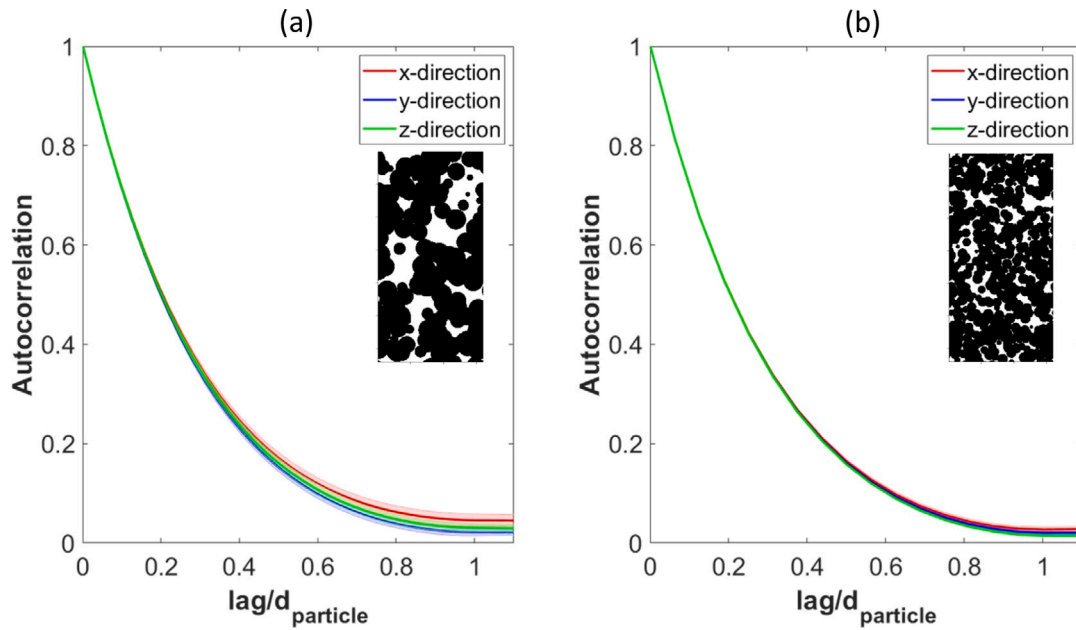 (a)
1
0.8
0.6
0.4
0.2
0
Autocorrelation
x-direction
y-direction
z-direction
0 0.2 0.4 0.6 0.8 1
lag/d_particle
(b)
1
0.8
0.6
0.4
0.2
0
Autocorrelation
x-direction
y-direction
z-direction
0 0.2 0.4 0.6 0.8 1
lag/d_particle